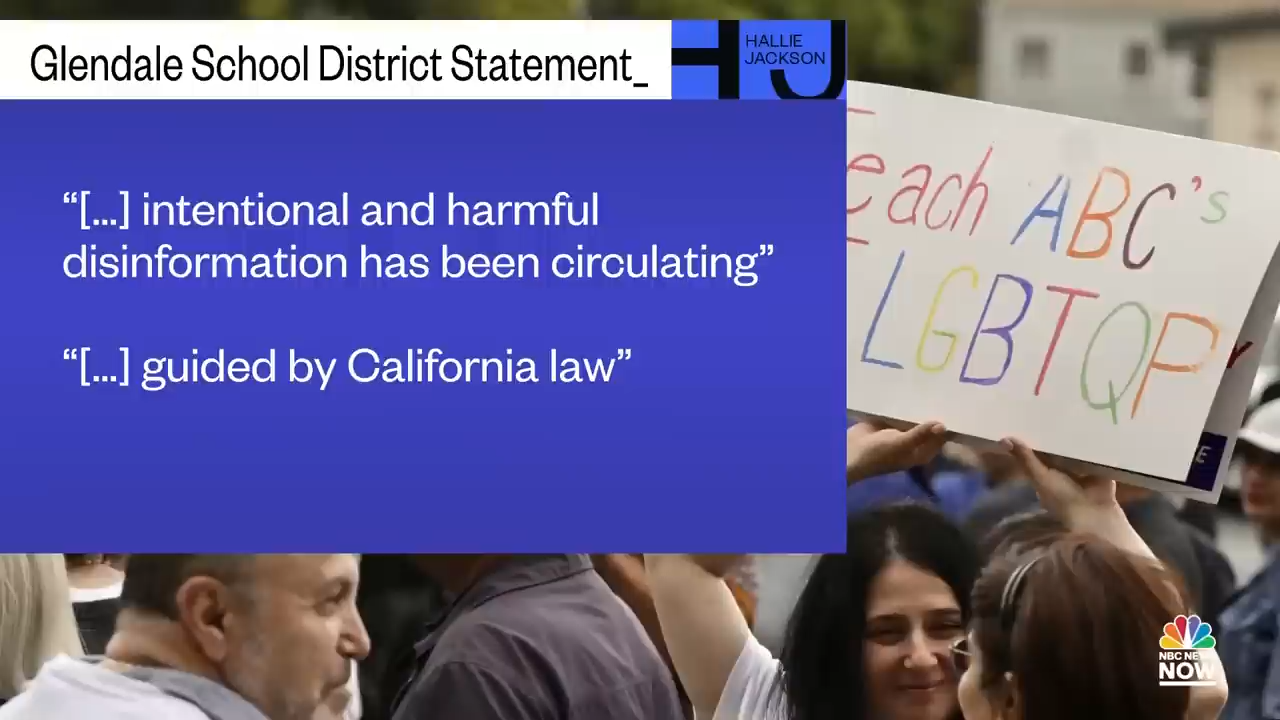 Glendale School District Statement_
HALLIE
JACKSON
“[...] intentional and harmful
disinformation has been circulating”
“[...] guided by California law”
each ABC's
LGBTQP
NBC NEWS
NOW